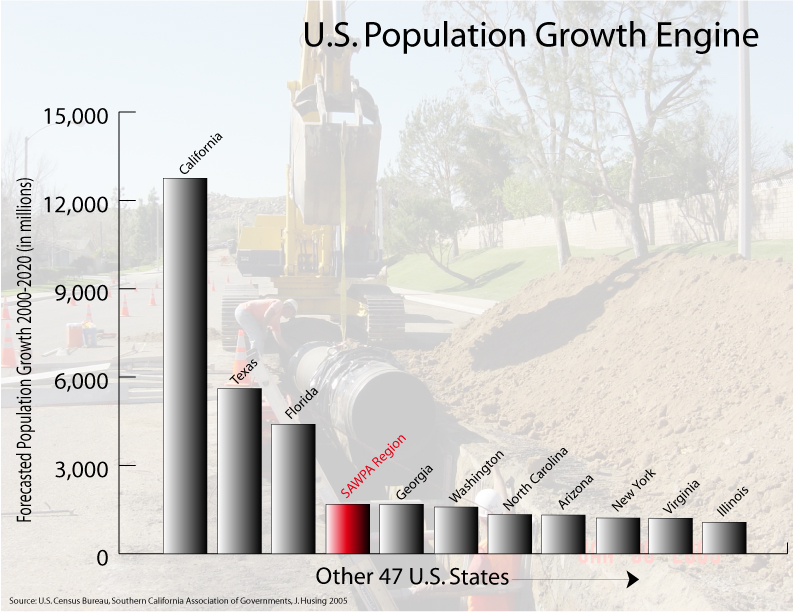 U.S. Population Growth Engine
Forecasted Population Growth 2000-2020 (in millions)
15,000
12,000
9,000
6,000
3,000
0
California
Texas
Florida
SAWPA Region
Georgia
Washington
North Carolina
Arizona
New York
Virginia
Illinois
Other 47 U.S. States
Source: U.S. Census Bureau, Southern California Association of Governments, J. Husing 2005